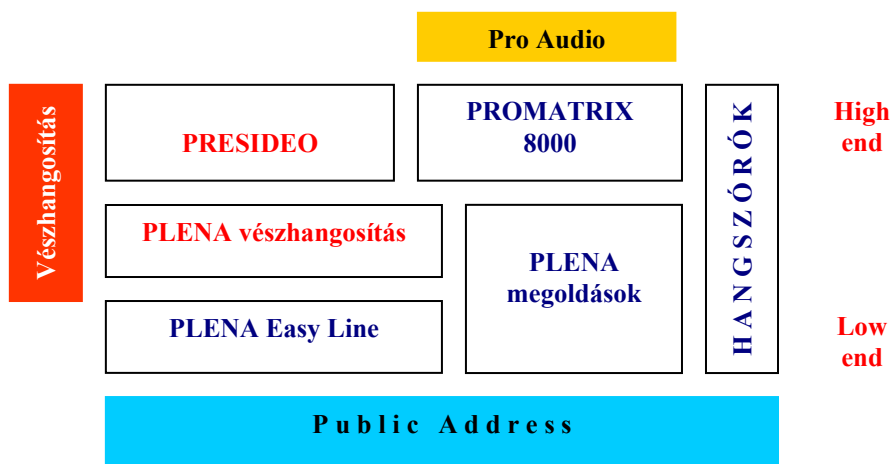 Pro Audio
Vészhangosítás
PRESIDEO
PROMATRIX
8000
HANGSZÓRÓK
High
end
PLENA vészhangosítás
PLENA
megoldások
PLENA Easy Line
Low
end
Public Address